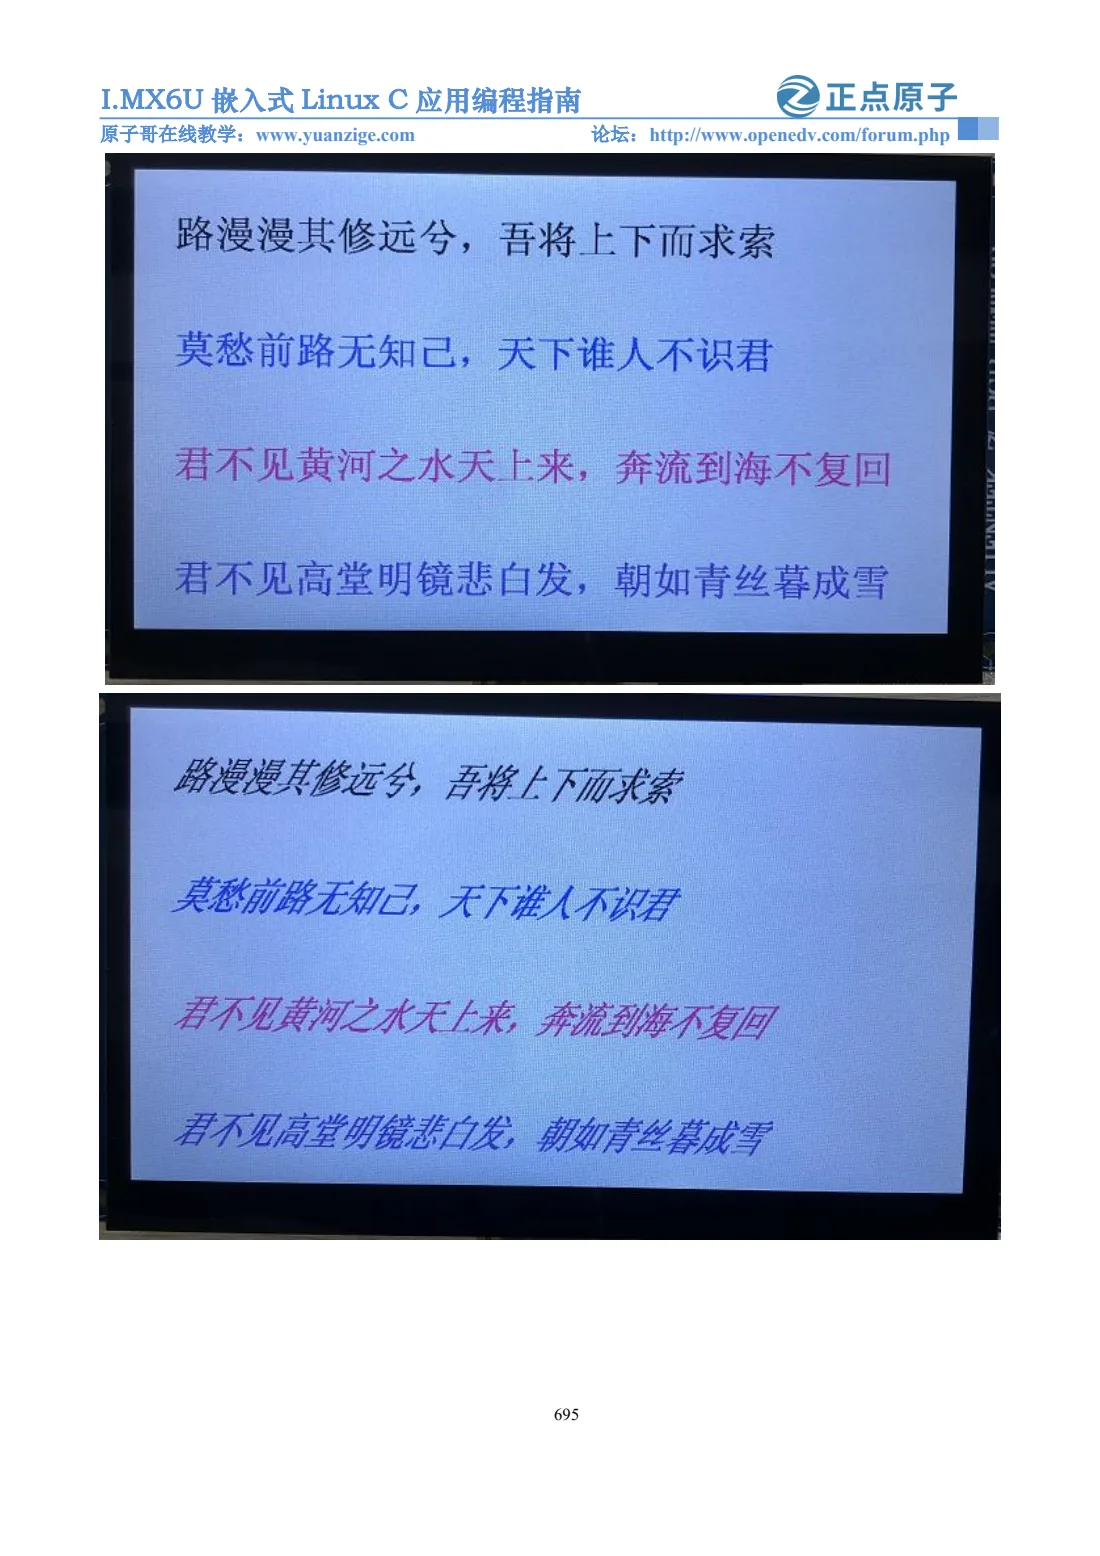 I.MX6U 嵌入式 Linux C 应用编程指南
正点原子
原子哥在线教学：www.yuanzige.com
论坛：http://www.openedv.com/forum.php
路漫漫其修远兮，吾将上下而求索
莫愁前路无知己，天下谁人不识君
君不见黄河之水天上来，奔流到海不复回
君不见高堂明镜悲白发，朝如青丝暮成雪
路漫漫其修远兮，吾将上下而求索
莫愁前路无知己，天下谁人不识君
君不见黄河之水天上来，奔流到海不复回
君不见高堂明镜悲白发，朝如青丝暮成雪
695